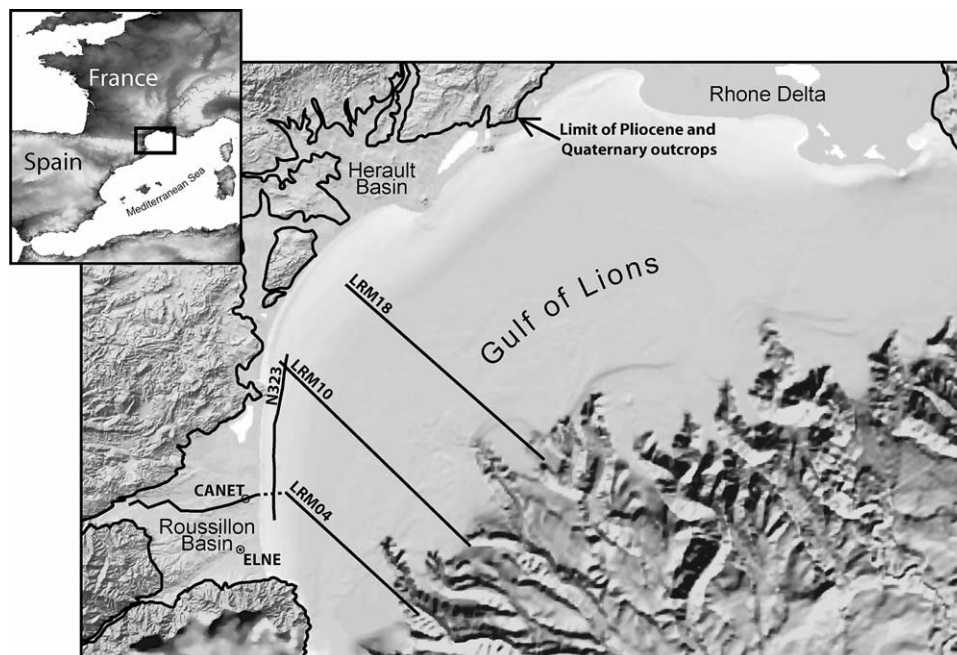 France
Spain
Mediterranean Sea
Rhone Delta
Limit of Pliocene and
Quaternary outcrops
Herault
Basin
Gulf of Lions
LRM18
N323
LRM10
CANET
LRM04
Roussillon
Basin
ELNE